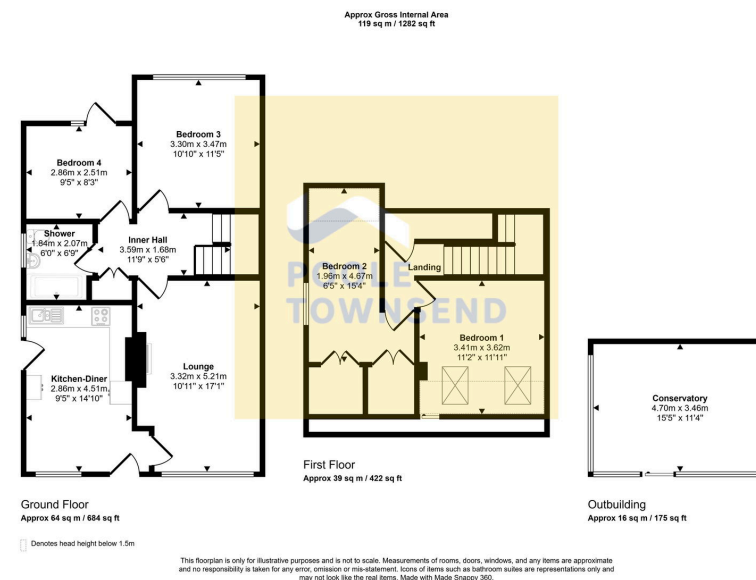 Approx Gross Internal Area
119 sq m / 1282 sq ft
Bedroom 3
3.30m x 3.47m
10'10" x 11'5"
Bedroom 4
2.86m x 2.51m
9'5" x 8'3"
Shower
1.84m x 2.07m
6'0" x 6'9"
Inner Hall
3.59m x 1.68m
11'9" x 5'6"
Kitchen-Diner
2.86m x 4.51m
9'5" x 14'10"
Lounge
3.32m x 5.21m
10'11" x 17'1"
Ground Floor
Approx 64 sq m / 684 sq ft
Denotes head height below 1.5m
POOLE
TOWNSEND
Bedroom 2
1.96m x 4.67m
6'5" x 15'4"
Landing
Bedroom 1
3.41m x 3.62m
11'2" x 11'11"
First Floor
Approx 39 sq m / 422 sq ft
Conservatory
4.70m x 3.46m
15'5" x 11'4"
Outbuilding
Approx 16 sq m / 175 sq ft
This floorplan is only for illustrative purposes and is not to scale. Measurements of rooms, doors, windows, and any items are approximate
and no responsibility is taken for any error, omission or mis-statement. Icons of items such as bathroom suites are representations only and
may not look like the real items. Made with Made Snappy 360.